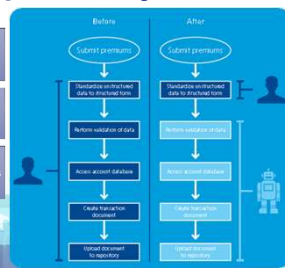 Before
Submit premiums
Standardize unstructured
data to structured form
Perform validation of data
Access account database
Create transaction
document
Upload document
to repository
After
Submit premiums
Standardize unstructured
data to structured form
Perform validation of data
Access account database
Create transaction
document
Upload document
to repository